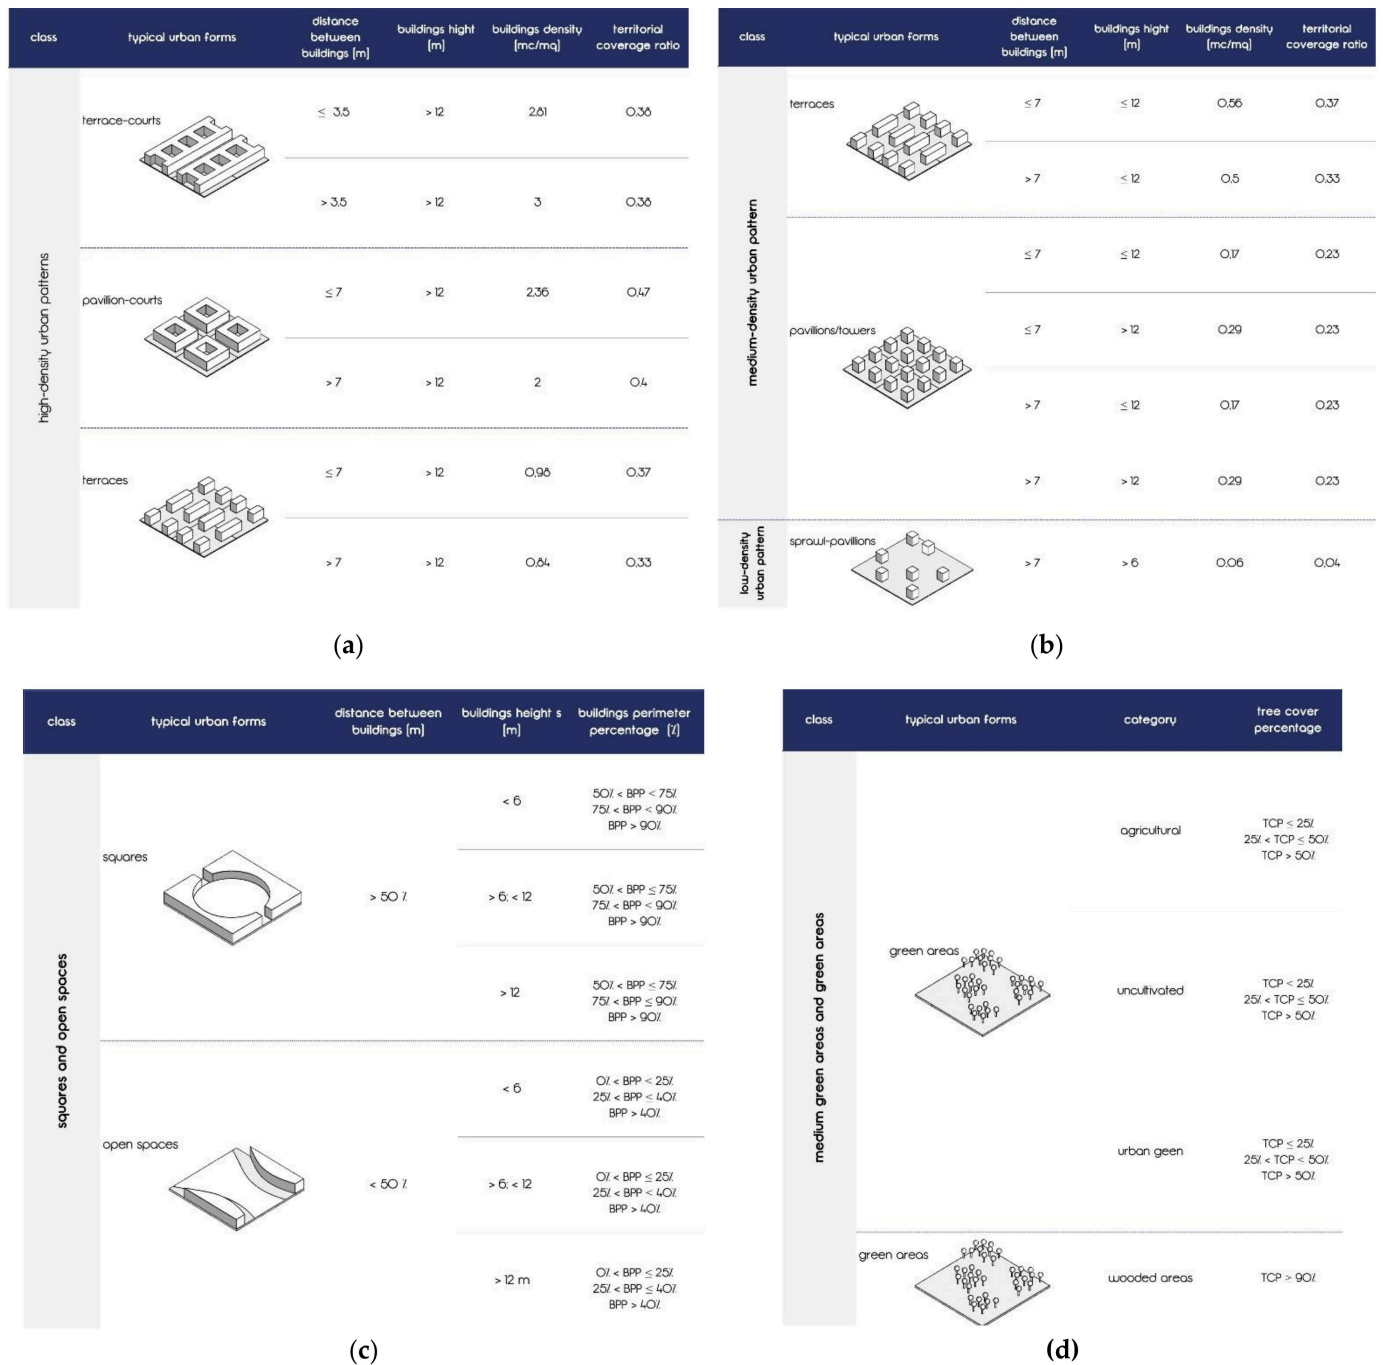 class typical urban forms distance between buildings [m] buildings hight [m] buildings density [mc/mq] territorial coverage ratio
high-density urban patterns
terrace-courts
≤ 3.5 > 12 2,81 0.38
> 3.5 > 12 3 0.38
pavillion-courts
≤ 7 > 12 2,36 0,47
> 7 > 12 2 0,4
terraces
≤ 7 > 12 0,98 0.37
> 7 > 12 0,84 0.33
(a)
class typical urban forms distance between buildings [m] buildings hight [m] buildings density [mc/mq] territorial coverage ratio
medium-density urban pattern
terraces
≤ 7 ≤ 12 0,56 0,37
> 7 ≤ 12 0,5 0,33
pavillions/towers
≤ 7 ≤ 12 0,17 0,23
≤ 7 > 12 0.29 0.23
> 7 ≤ 12 0,17 0,23
> 7 > 12 0.29 0.23
low-density urban pattern
sprawl-pavillions
> 7 > 6 0.06 0,04
(b)
class typical urban forms distance between buildings [m] buildings height s [m] buildings perimeter percentage [%]
squares and open spaces
squares
> 50 %
< 6
50% < BPP < 75%
75% < BPP < 90%
BPP > 90%
> 6; < 12
50% < BPP ≤ 75%
75% < BPP < 90%
BPP > 90%
> 12
50% < BPP ≤ 75%
75% < BPP ≤ 90%
BPP > 90%
open spaces
< 50 %
< 6
0% < BPP < 25%
25% < BPP ≤ 40%
BPP > 40%
> 6; < 12
0% < BPP ≤ 25%
25% < BPP < 40%
BPP > 40%
> 12 m
0% < BPP ≤ 25%
25% < BPP ≤ 40%
BPP > 40%
(c)
class typical urban forms category tree cover percentage
medium green areas and green areas
green areas
agricultural
TCP ≤ 25%
25% < TCP ≤ 50%
TCP > 50%
uncultivated
TCP < 25%
25% < TCP ≤ 50%
TCP > 50%
urban geen
TCP ≤ 25%
25% < TCP < 50%
TCP > 50%
green areas
wooded areas
TCP > 90%
(d)